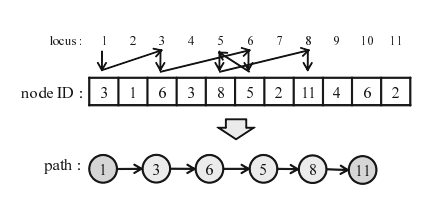 locus : 1 2 3 4 5 6 7 8 9 10 11
node ID : 3 1 6 3 8 5 2 11 4 6 2
path : 1 3 6 5 8 11